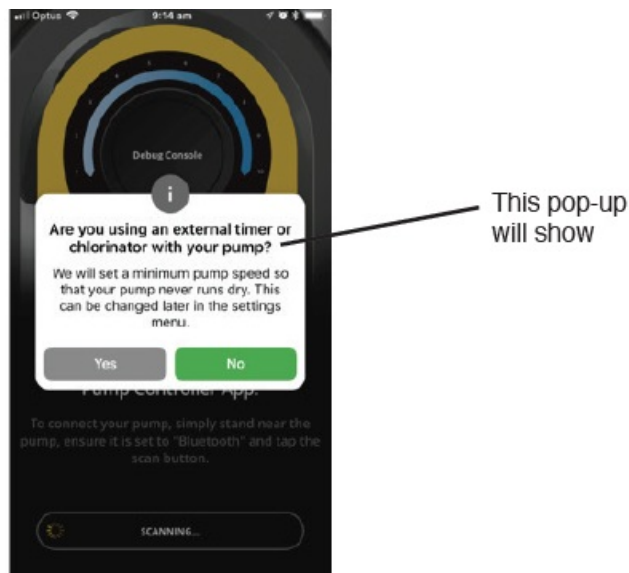 Optus 9:14 am
Debug Console
i
Are you using an external timer or
chlorinator with your pump?
We will set a minimum pump speed so
that your pump never runs dry. This
can be changed later in the settings
menu.
Yes No
Pump Controller App.
To connect your pump, simply stand near the
pump, ensure it is set to "Bluetooth" and tap the
scan button.
SCANNING...
This pop-up
will show